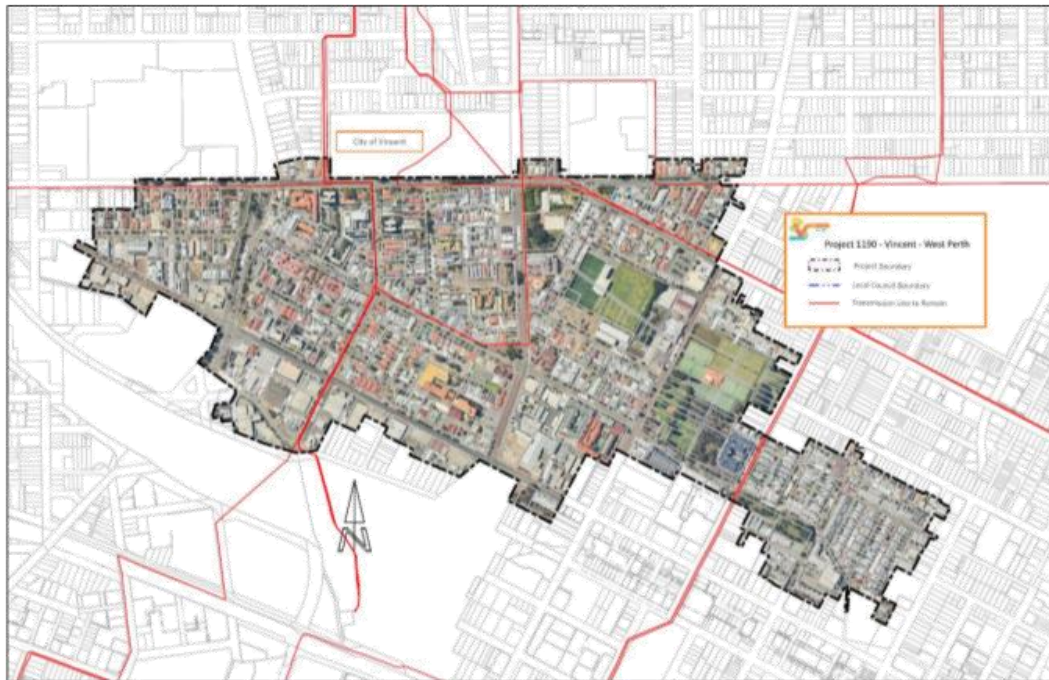 City of Vincent
Project 1190 - Vincent - West Perth
Project Boundary
Local Council Boundary
Transmission Line to Remain
N